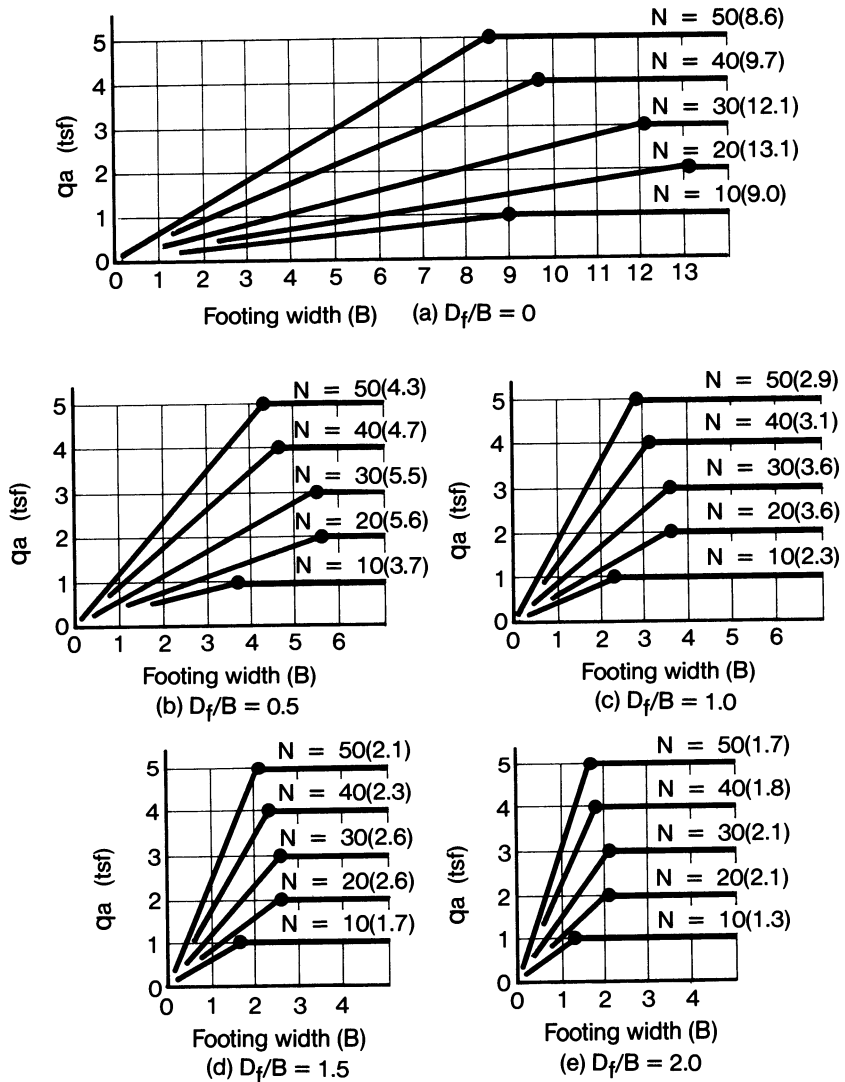 N = 50(8.6)
5
N = 40(9.7)
4
N = 30(12.1)
3
N = 20(13.1)
2
N = 10(9.0)
1
0
qa (tsf)
0 1 2 3 4 5 6 7 8 9 10 11 12 13
Footing width (B) (a) Df/B = 0
N = 50(4.3)
5
N = 40(4.7)
4
N = 30(5.5)
3
N = 20(5.6)
2
N = 10(3.7)
1
0
qa (tsf)
0 1 2 3 4 5 6
Footing width (B)
(b) Df/B = 0.5
N = 50(2.9)
5
N = 40(3.1)
4
N = 30(3.6)
3
N = 20(3.6)
2
N = 10(2.3)
1
0
qa (tsf)
0 1 2 3 4 5 6
Footing width (B)
(c) Df/B = 1.0
N = 50(2.1)
5
N = 40(2.3)
4
N = 30(2.6)
3
N = 20(2.6)
2
N = 10(1.7)
1
0
qa (tsf)
0 1 2 3 4
Footing width (B)
(d) Df/B = 1.5
N = 50(1.7)
5
N = 40(1.8)
4
N = 30(2.1)
3
N = 20(2.1)
2
N = 10(1.3)
1
0
qa (tsf)
0 1 2 3 4
Footing width (B)
(e) Df/B = 2.0